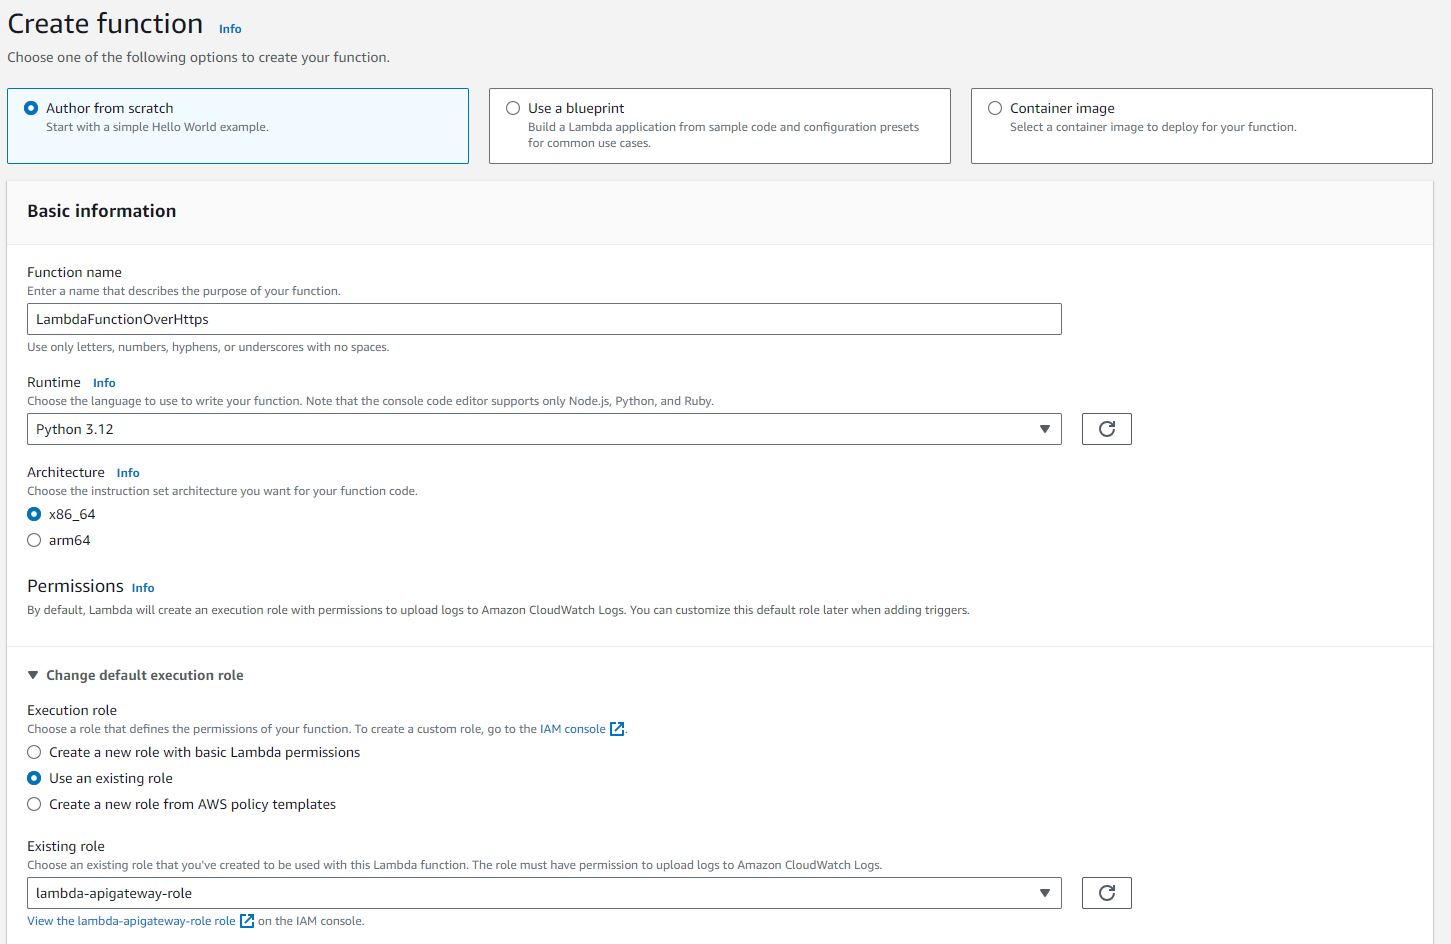 Create function Info
Choose one of the following options to create your function.
Author from scratch
Start with a simple Hello World example.
Use a blueprint
Build a Lambda application from sample code and configuration presets
for common use cases.
Container image
Select a container image to deploy for your function.
Basic information
Function name
Enter a name that describes the purpose of your function.
LambdaFunctionOverHttps
Use only letters, numbers, hyphens, or underscores with no spaces.
Runtime Info
Choose the language to use to write your function. Note that the console code editor supports only Node.js, Python, and Ruby.
Python 3.12
Architecture Info
Choose the instruction set architecture you want for your function code.
x86_64
arm64
Permissions Info
By default, Lambda will create an execution role with permissions to upload logs to Amazon CloudWatch Logs. You can customize this default role later when adding triggers.
Change default execution role
Execution role
Choose a role that defines the permissions of your function. To create a custom role, go to the IAM console.
Create a new role with basic Lambda permissions
Use an existing role
Create a new role from AWS policy templates
Existing role
Choose an existing role that you've created to be used with this Lambda function. The role must have permission to upload logs to Amazon CloudWatch Logs.
lambda-apigateway-role
View the lambda-apigateway-role role on the IAM console.